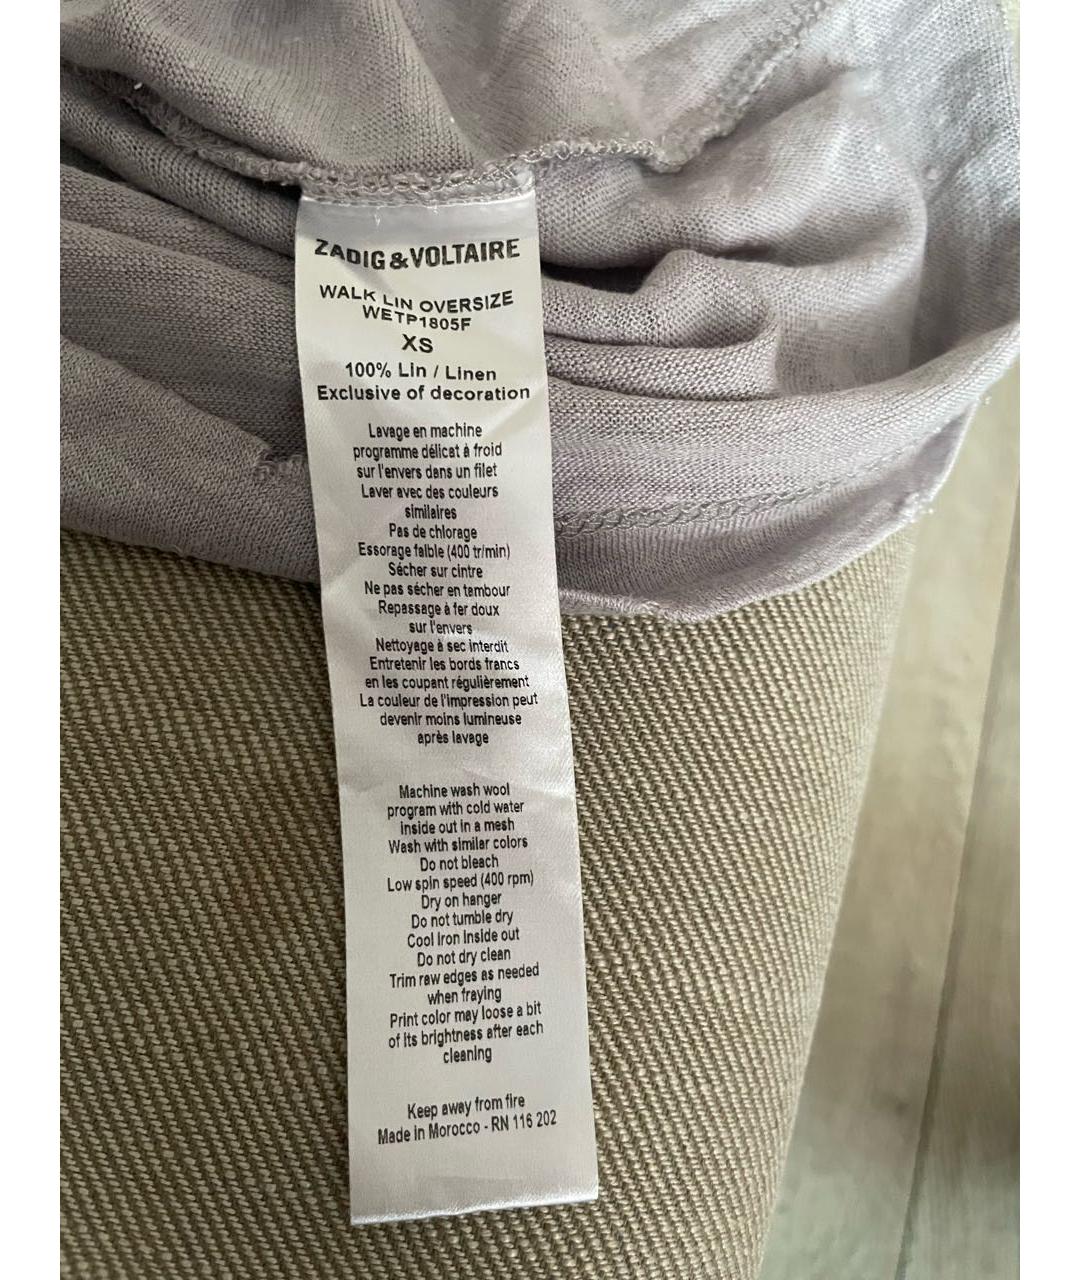 ZADIG & VOLTAIRE
WALK LIN OVERSIZE
WETP1805F
XS
100% Lin / Linen
Exclusive of decoration
Lavage en machine
programme délicat à froid
sur l'envers dans un filet
Laver avec des couleurs
similaires
Pas de chlorage
Essorage faible (400 tr/min)
Sécher sur cintre
Ne pas sécher en tambour
Repassage à fer doux
sur l'envers
Nettoyage à sec interdit
Entretenir les bords francs
en les coupant régulièrement
La couleur de l'impression peut
devenir moins lumineuse
après lavage
Machine wash wool
program with cold water
inside out in a mesh
Wash with similar colors
Do not bleach
Low spin speed (400 rpm)
Dry on hanger
Do not tumble dry
Cool Iron Inside out
Do not dry clean
Trim raw edges as needed
when fraying
Print color may loose a bit
of its brightness after each
cleaning
Keep away from fire
Made in Morocco - RN 116 202